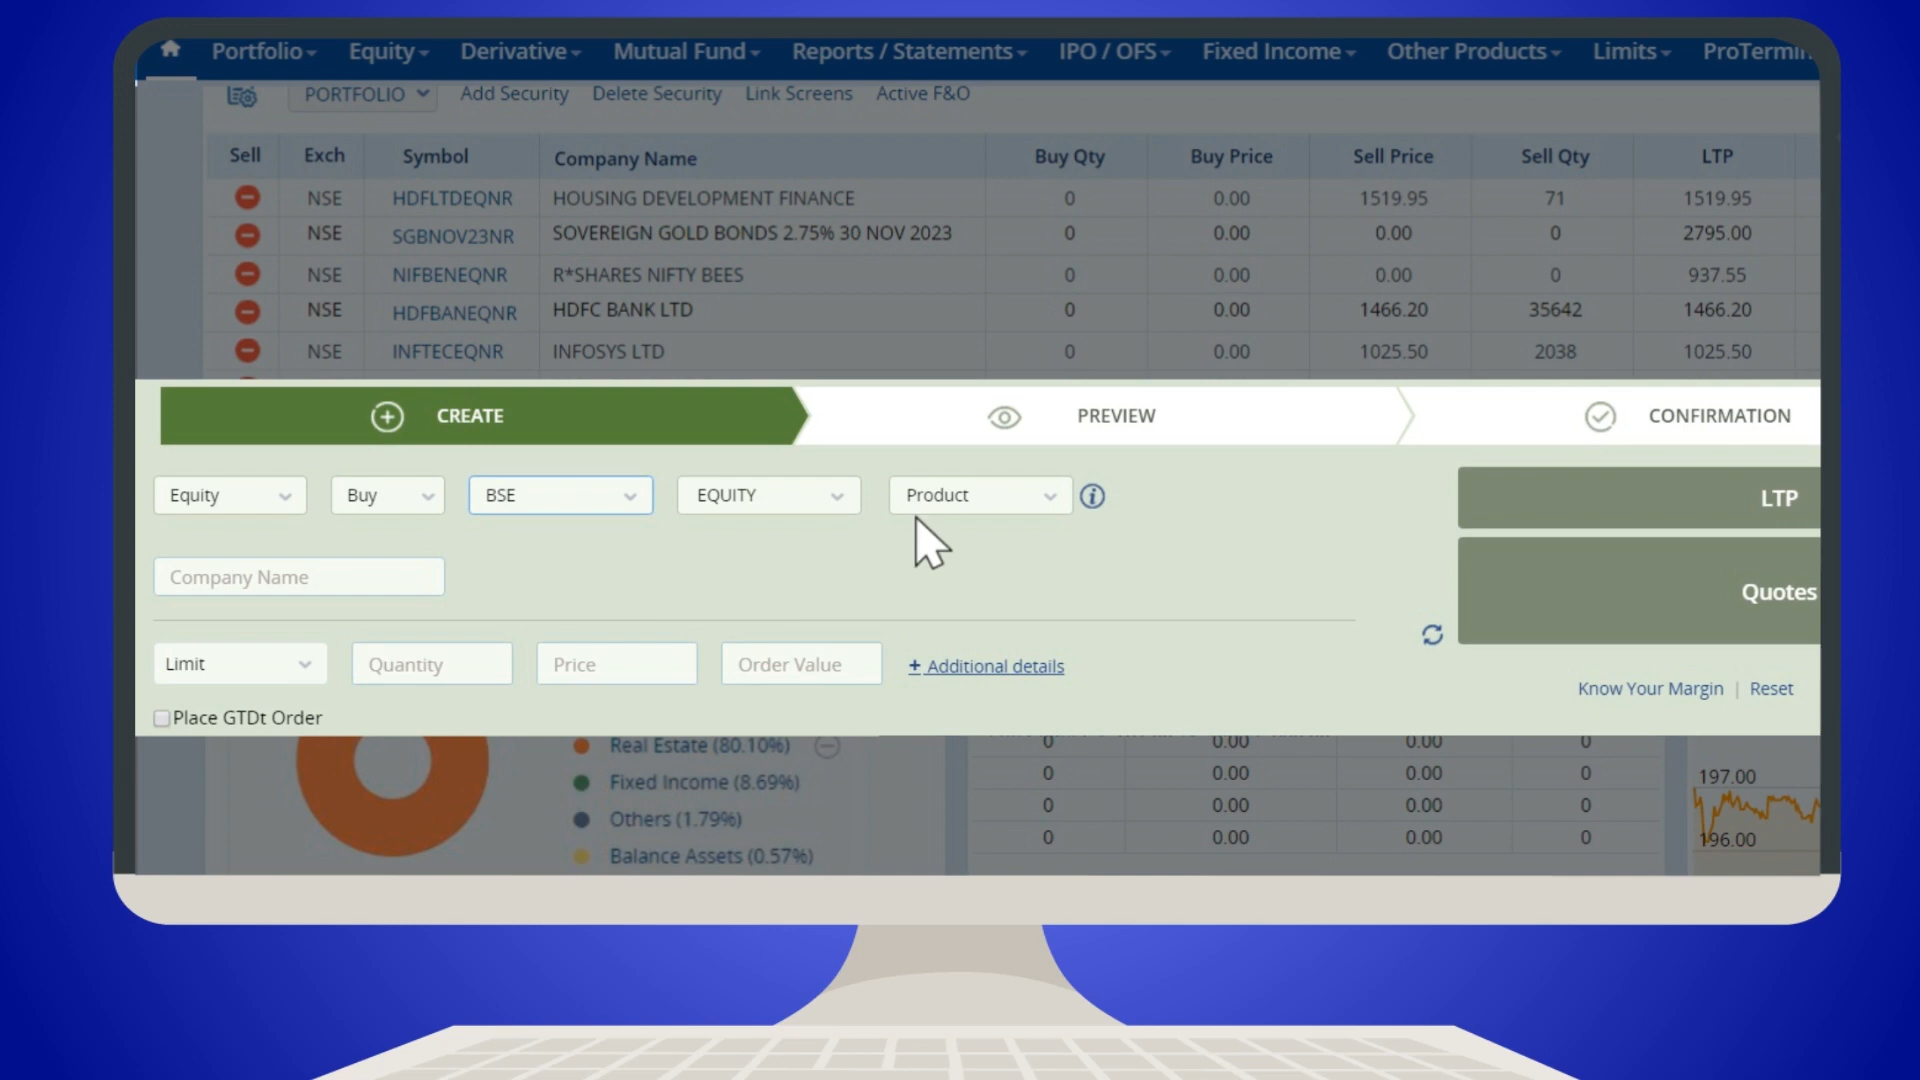 Portfolio Equity Derivative Mutual Fund Reports / Statements IPO / OFS Fixed Income Other Products Limits ProTermin
PORTFOLIO Add Security Delete Security Link Screens Active F&O
Sell Exch Symbol Company Name Buy Qty Buy Price Sell Price Sell Qty LTP
NSE HDFLTDEQNR HOUSING DEVELOPMENT FINANCE 0 0.00 1519.95 71 1519.95
NSE SGBNOV23NR SOVEREIGN GOLD BONDS 2.75% 30 NOV 2023 0 0.00 0.00 0 2795.00
NSE NIFBENEQNR R*SHARES NIFTY BEES 0 0.00 0.00 0 937.55
NSE HDFBANEQNR HDFC BANK LTD 0 0.00 1466.20 35642 1466.20
NSE INFTECEQNR INFOSYS LTD 0 0.00 1025.50 2038 1025.50
CREATE PREVIEW CONFIRMATION
Equity Buy BSE EQUITY Product LTP
Company Name Quotes
Limit Quantity Price Order Value + Additional details
Know Your Margin | Reset
Place GTDt Order
Real Estate (80.10%) 0 0.00 0.00 0
Fixed Income (8.69%) 0 0.00 0.00 0 197.00
Others (1.79%) 0 0.00 0.00 0
Balance Assets (0.57%) 0 0.00 0.00 0 196.00